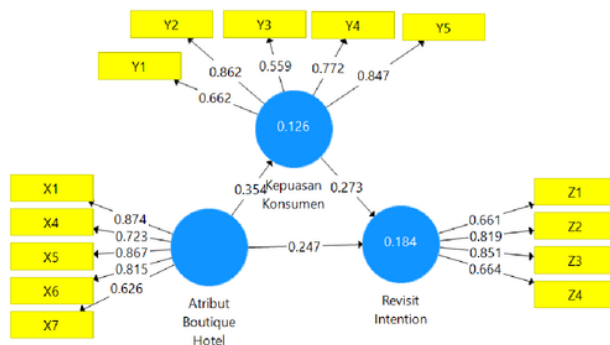 Y2
Y3
Y4
Y5
Y1
0.662
0.862
0.559
0.772
0.847
0.126
Kepuasan
Konsumen
0.354
0.273
X1
X4
X5
X6
X7
0.874
0.723
0.867
0.815
0.626
Atribut
Boutique
Hotel
0.247
0.184
Revisit
Intention
0.661
0.819
0.851
0.664
Z1
Z2
Z3
Z4